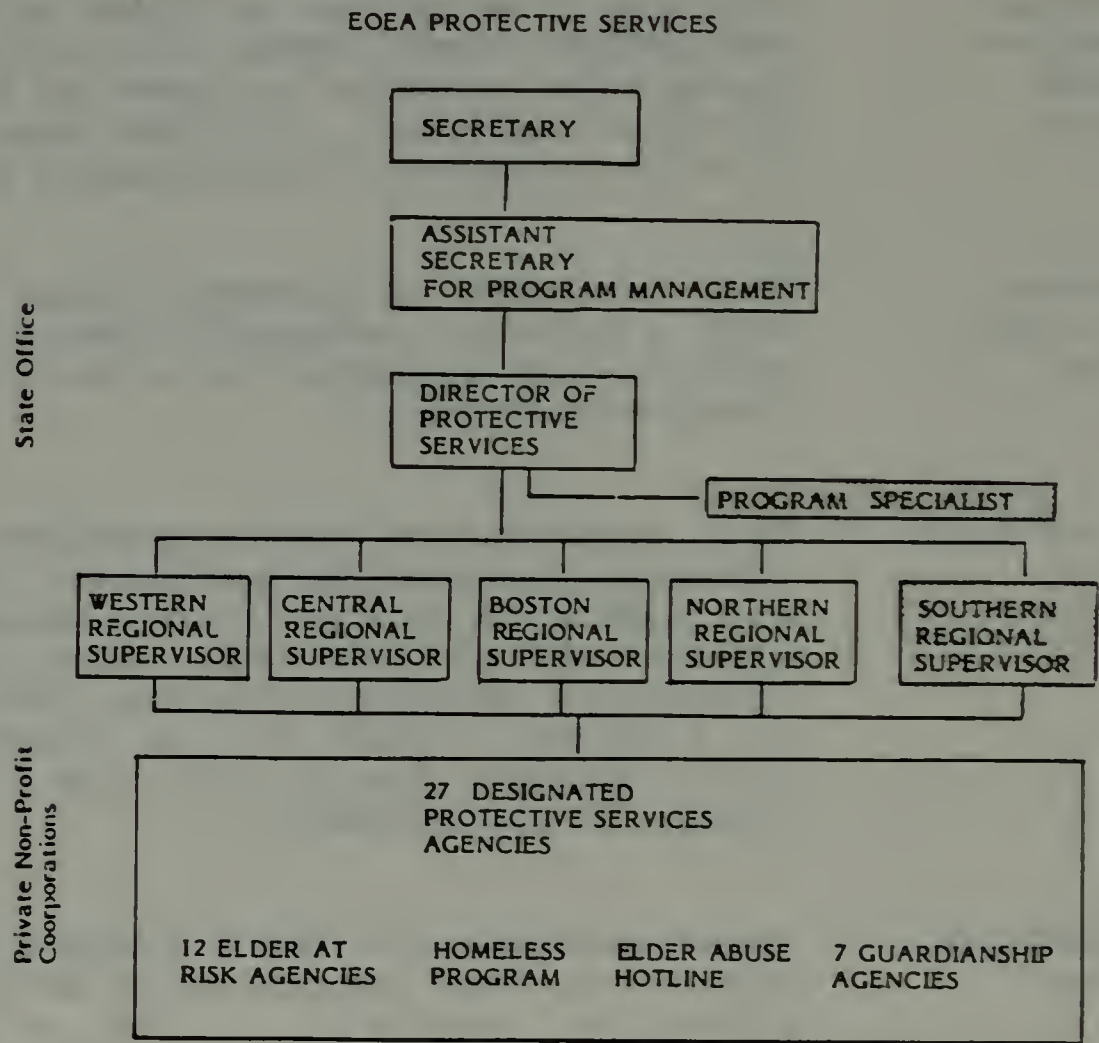 EOEA PROTECTIVE SERVICES
SECRETARY
ASSISTANT
SECRETARY
FOR PROGRAM MANAGEMENT
State Office
DIRECTOR OF
PROTECTIVE
SERVICES
PROGRAM SPECIALIST
WESTERN
REGIONAL
SUPERVISOR
CENTRAL
REGIONAL
SUPERVISOR
BOSTON
REGIONAL
SUPERVISOR
NORTHERN
REGIONAL
SUPERVISOR
SOUTHERN
REGIONAL
SUPERVISOR
Private Non-Profit
Coorporations
27 DESIGNATED
PROTECTIVE SERVICES
AGENCIES
12 ELDER AT
RISK AGENCIES
HOMELESS
PROGRAM
ELDER ABUSE
HOTLINE
7 GUARDIANSHIP
AGENCIES